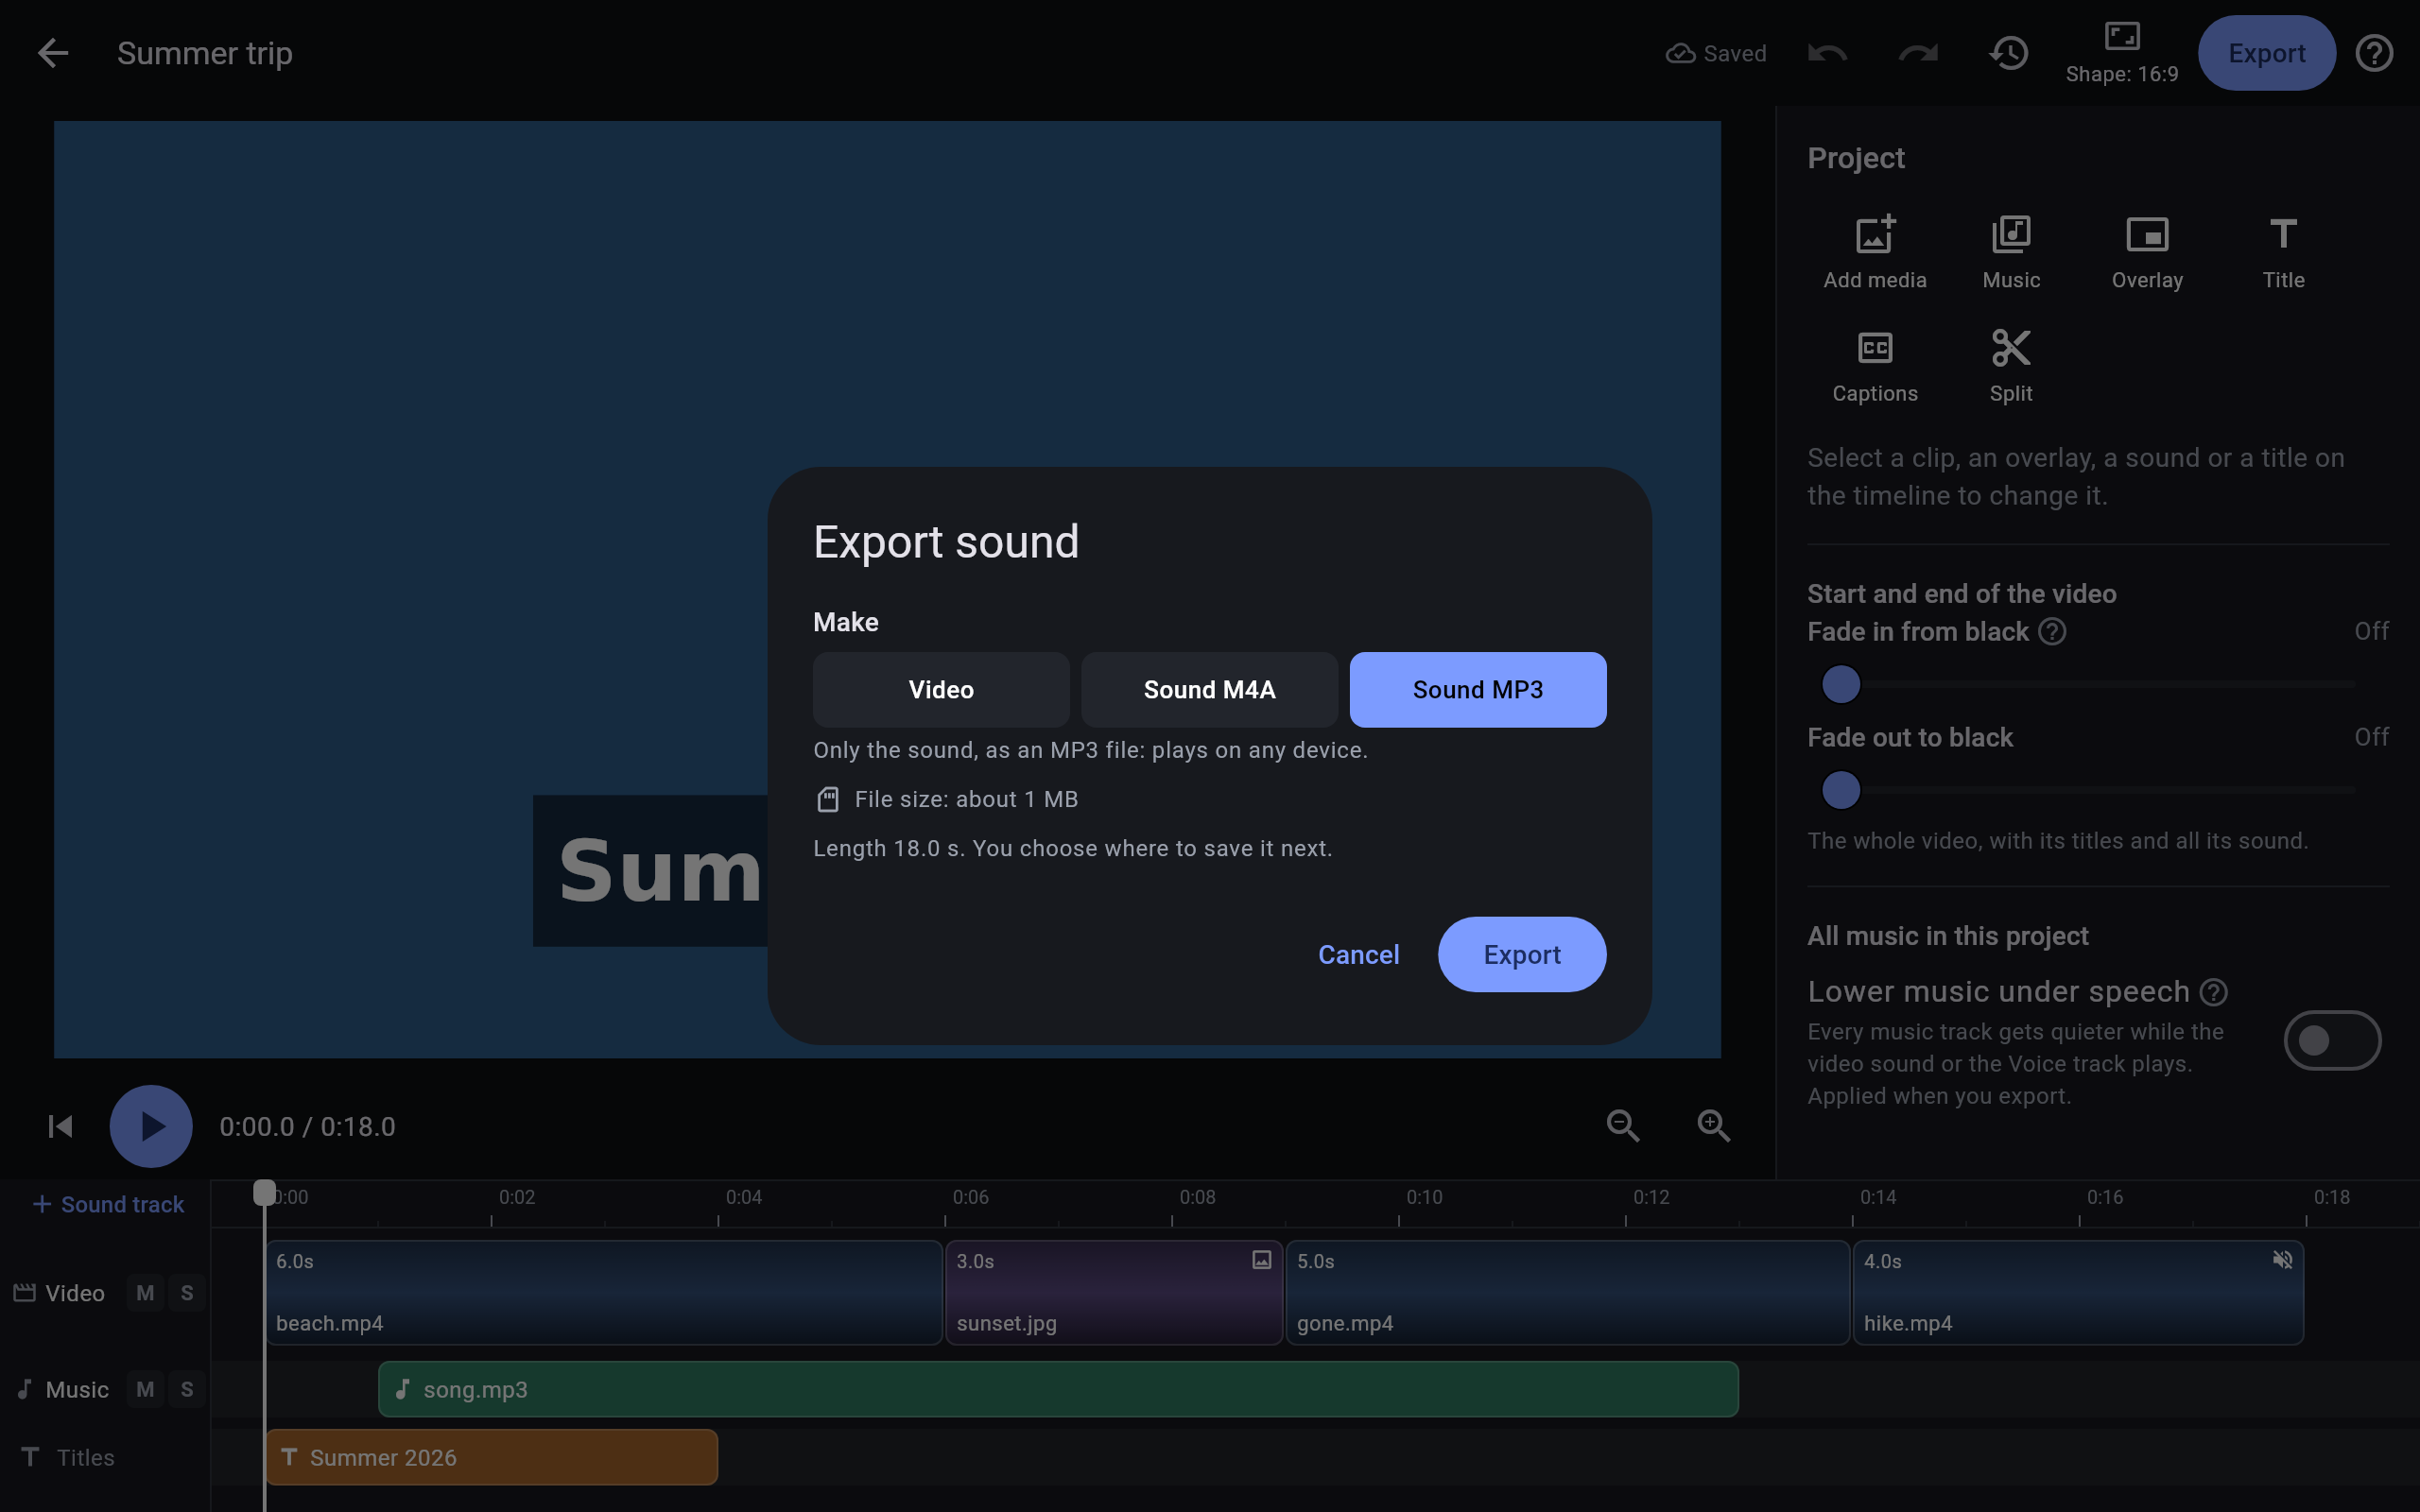 Summer trip
Saved
Shape: 16:9
Export
Project
Add media
Music
Overlay
Title
Captions
Split
Select a clip, an overlay, a sound or a title on
the timeline to change it.
Start and end of the video
Fade in from black
Off
Fade out to black
Off
The whole video, with its titles and all its sound.
All music in this project
Lower music under speech
Every music track gets quieter while the
video sound or the Voice track plays.
Applied when you export.
Sum
Export sound
Make
Video
Sound M4A
Sound MP3
Only the sound, as an MP3 file: plays on any device.
File size: about 1 MB
Length 18.0 s. You choose where to save it next.
Cancel
Export
0:00.0 / 0:18.0
+ Sound track
0:00
0:02
0:04
0:06
0:08
0:10
0:12
0:14
0:16
0:18
Video
M
S
6.0s
beach.mp4
3.0s
sunset.jpg
5.0s
gone.mp4
4.0s
hike.mp4
Music
M
S
song.mp3
Titles
Summer 2026